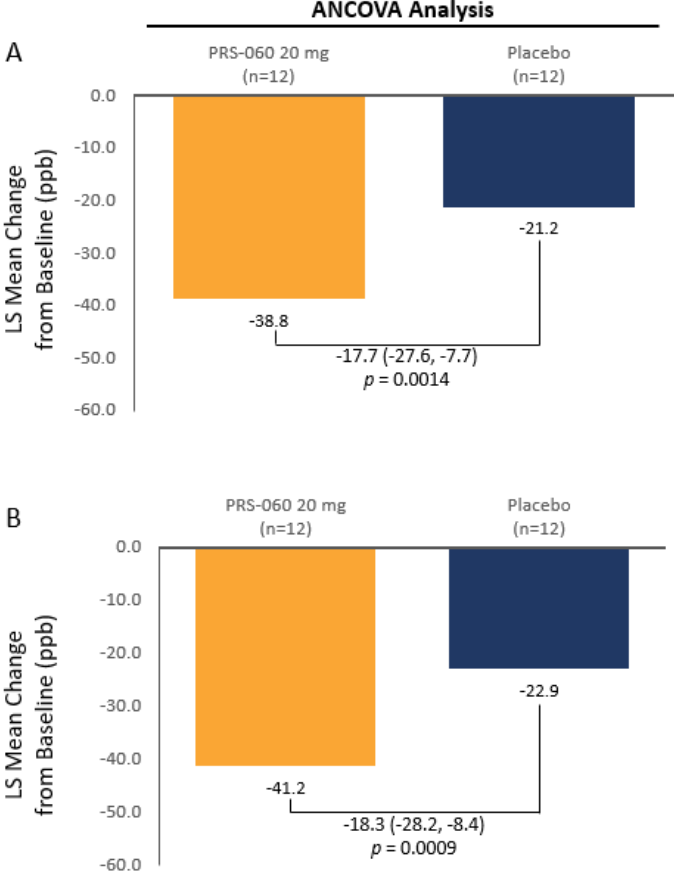 ANCOVA Analysis
A
PRS-060 20 mg
(n=12)
Placebo
(n=12)
LS Mean Change
from Baseline (ppb)
0.0
-10.0
-20.0
-30.0
-40.0
-50.0
-60.0
-21.2
-38.8
-17.7 (-27.6, -7.7)
p = 0.0014
B
PRS-060 20 mg
(n=12)
Placebo
(n=12)
LS Mean Change
from Baseline (ppb)
0.0
-10.0
-20.0
-30.0
-40.0
-50.0
-60.0
-22.9
-41.2
-18.3 (-28.2, -8.4)
p = 0.0009